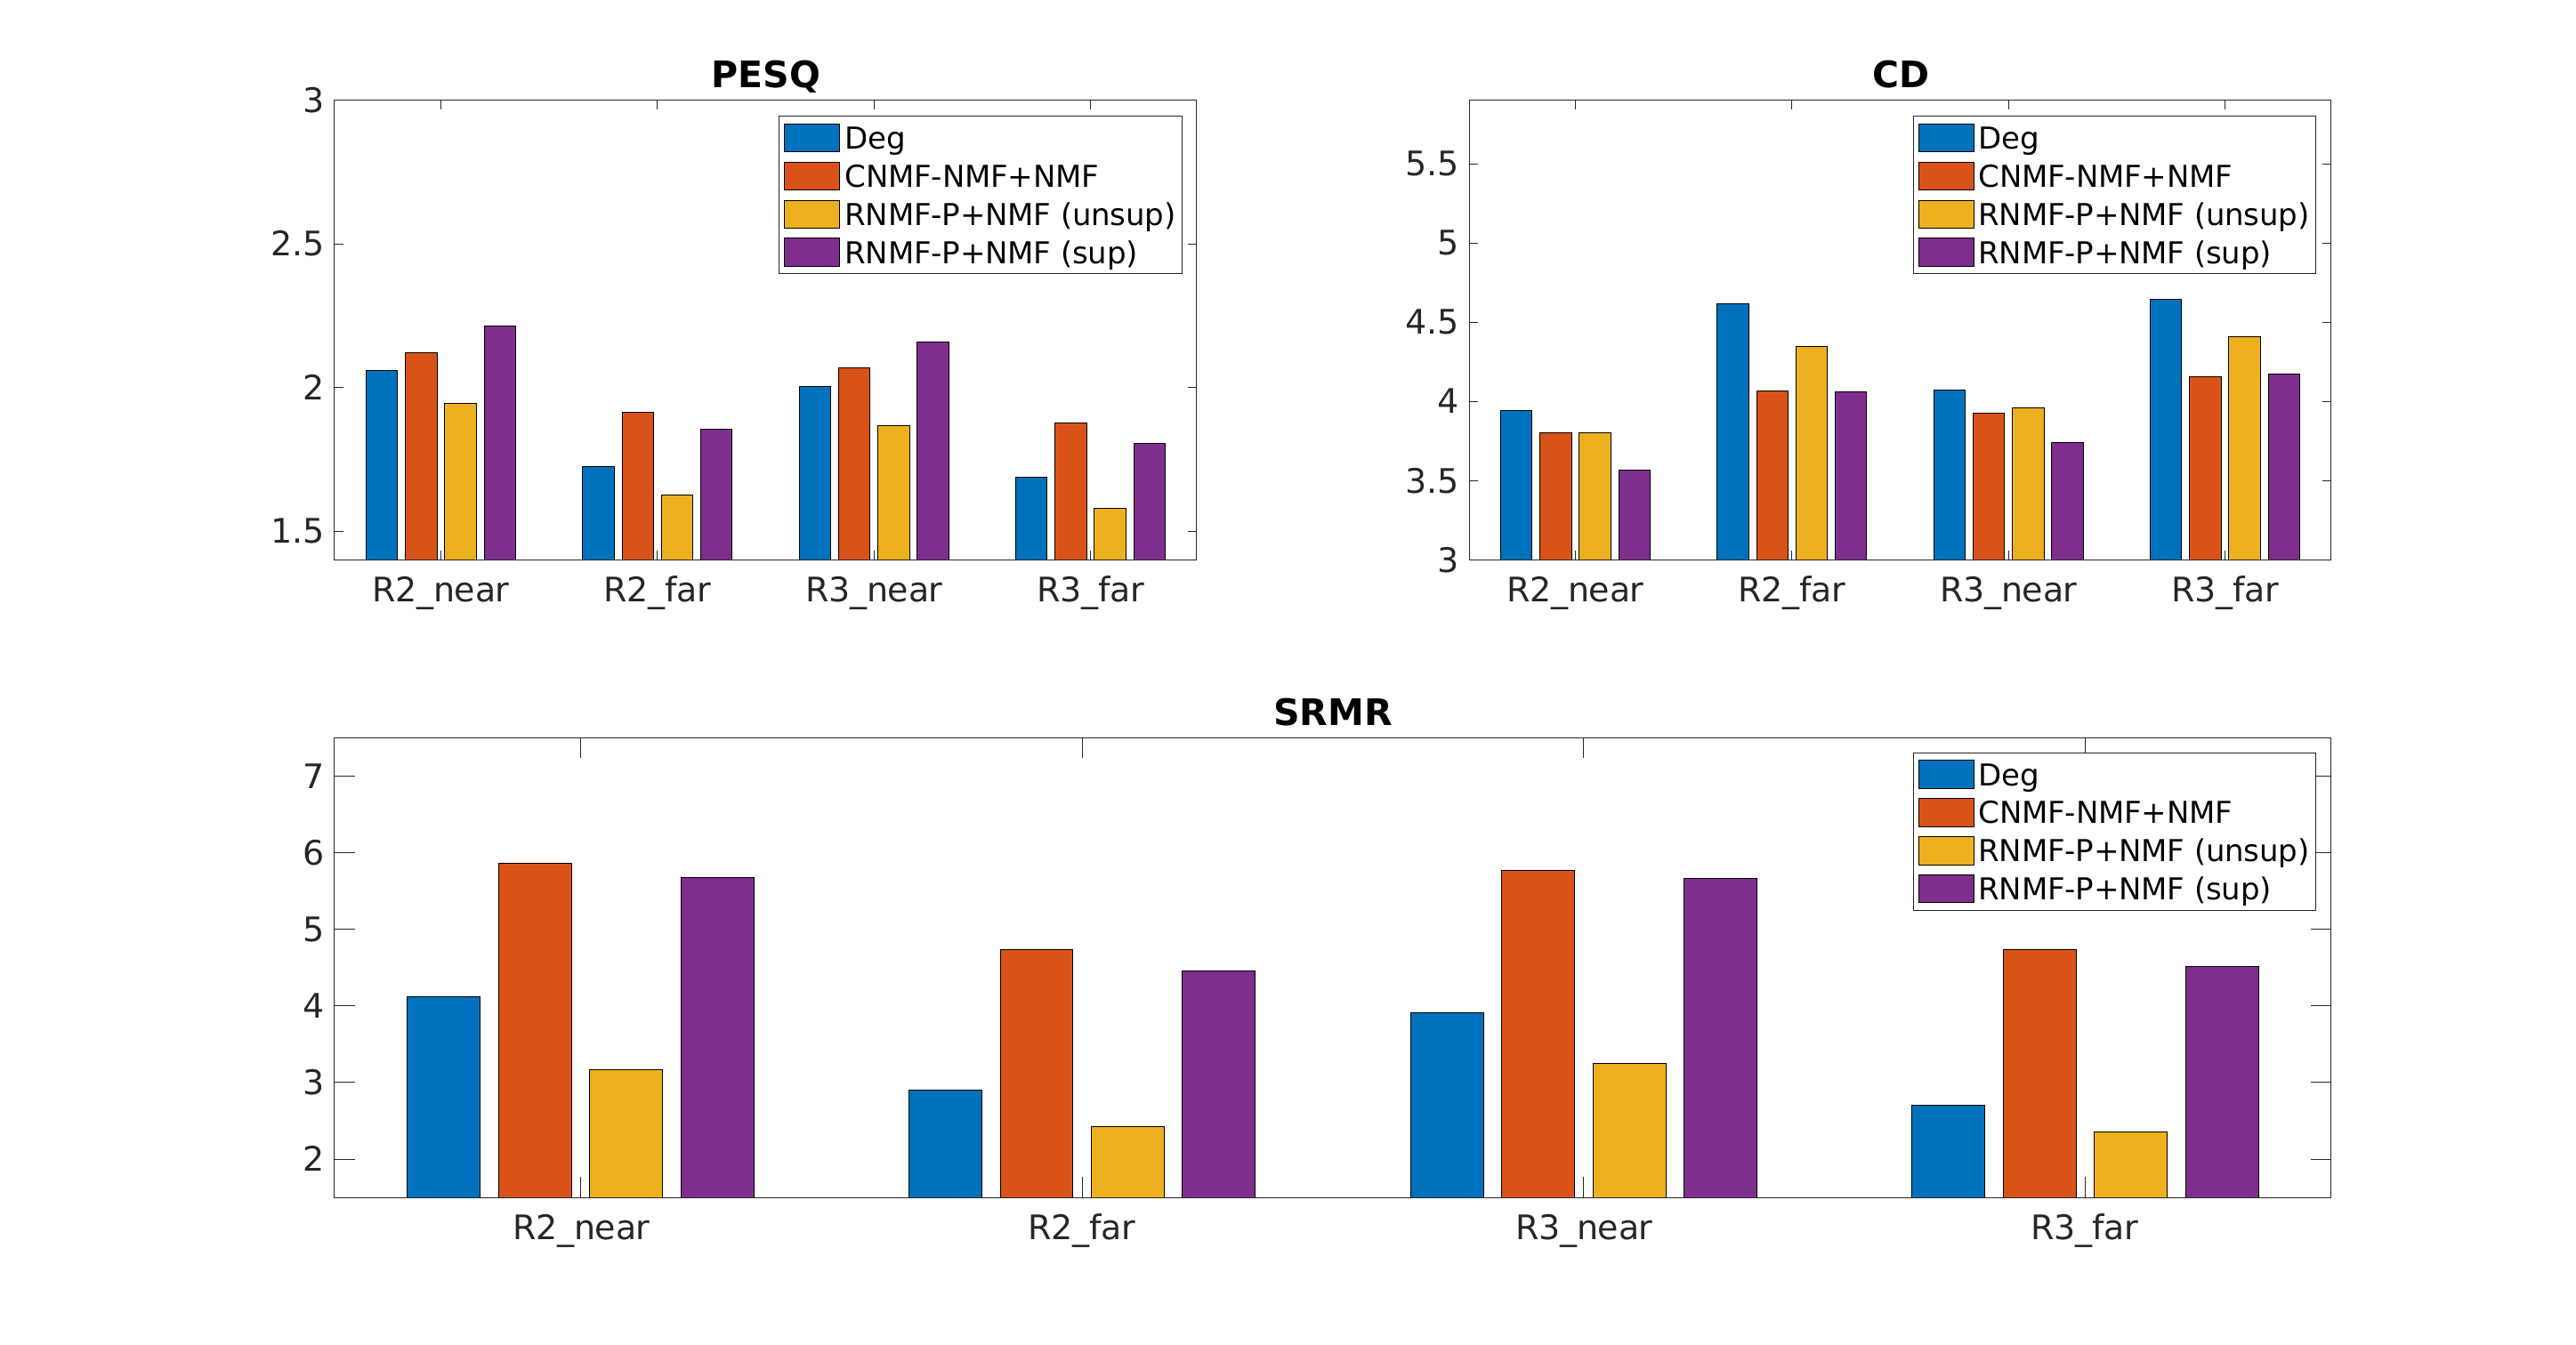 PESQ
3
2.5
2
1.5
Deg
CNMF-NMF+NMF
RNMF-P+NMF (unsup)
RNMF-P+NMF (sup)
R2_near R2_far R3_near R3_far
CD
5.5
5
4.5
4
3.5
3
Deg
CNMF-NMF+NMF
RNMF-P+NMF (unsup)
RNMF-P+NMF (sup)
R2_near R2_far R3_near R3_far
SRMR
7
6
5
4
3
2
Deg
CNMF-NMF+NMF
RNMF-P+NMF (unsup)
RNMF-P+NMF (sup)
R2_near R2_far R3_near R3_far